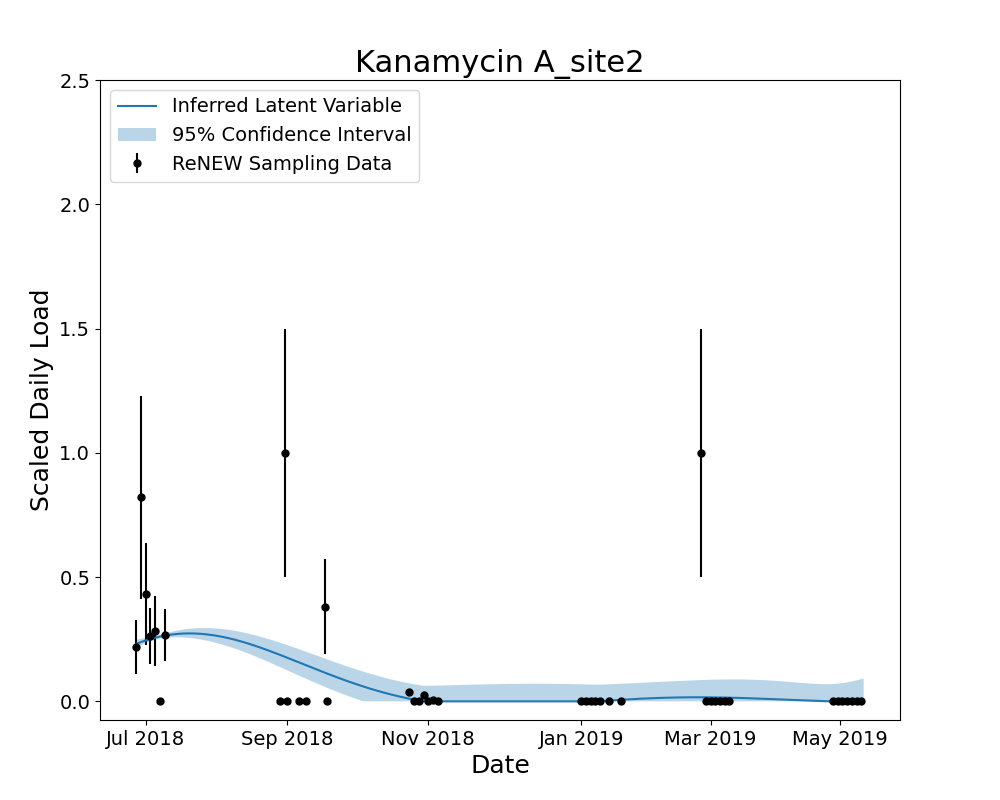 Kanamycin A_site2
2.5
2.0
1.5
1.0
0.5
0.0
Scaled Daily Load
Inferred Latent Variable
95% Confidence Interval
ReNEW Sampling Data
Jul 2018 Sep 2018 Nov 2018 Jan 2019 Mar 2019 May 2019
Date